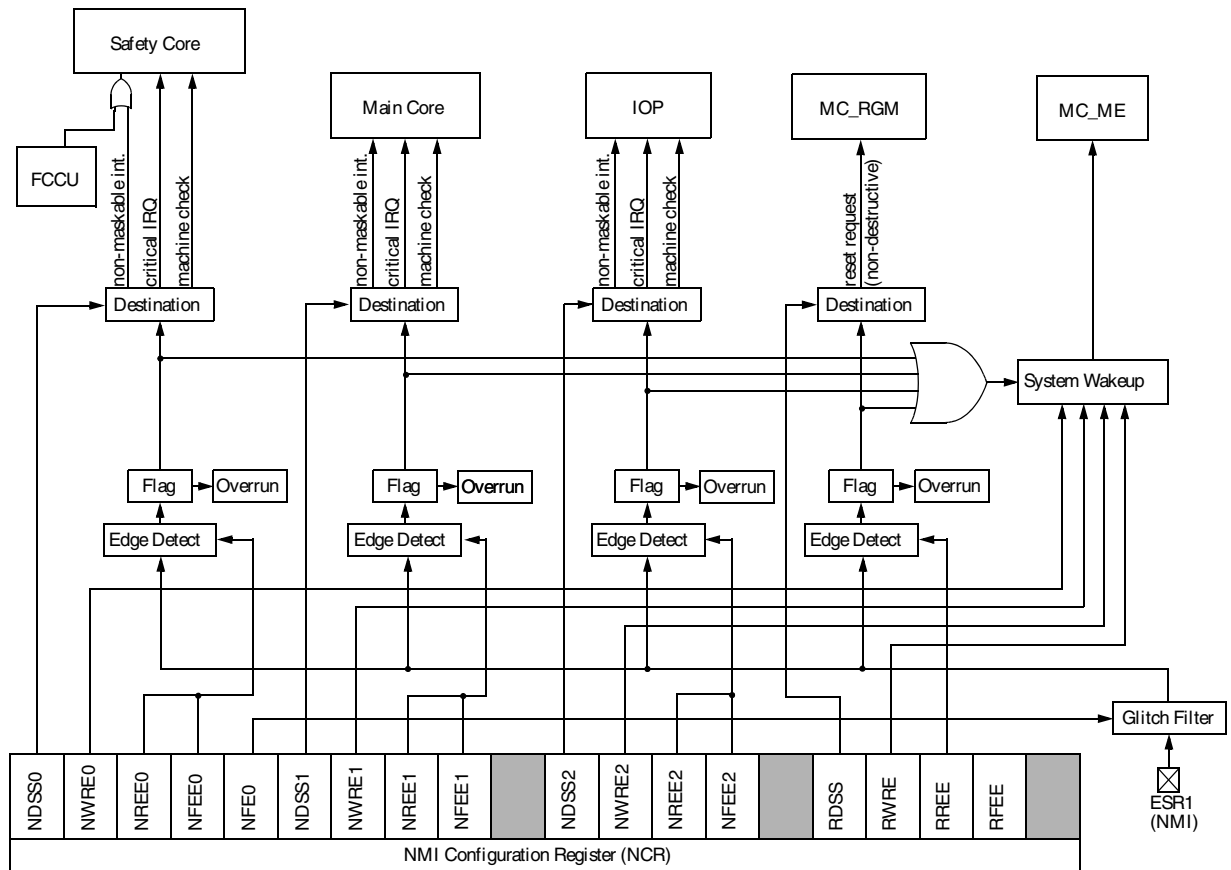 Safety Core
Main Core
IOP
MC_RGM
MC_ME
FCCU
non-maskable int.
critical IRQ
machine check
non-maskable int.
critical IRQ
machine check
non-maskable int.
critical IRQ
machine check
reset request
(non-destructive)
Destination
Destination
Destination
Destination
System Wakeup
Flag
Overrun
Flag
Overrun
Flag
Overrun
Flag
Overrun
Edge Detect
Edge Detect
Edge Detect
Edge Detect
Glitch Filter
NDSS0
NWRE0
NREE0
NFEE0
NFE0
NDSS1
NWRE1
NREE1
NFEE1
NDSS2
NWRE2
NREE2
NFEE2
RDSS
RWRE
RREE
RFEE
ESR1
(NMI)
NMI Configuration Register (NCR)